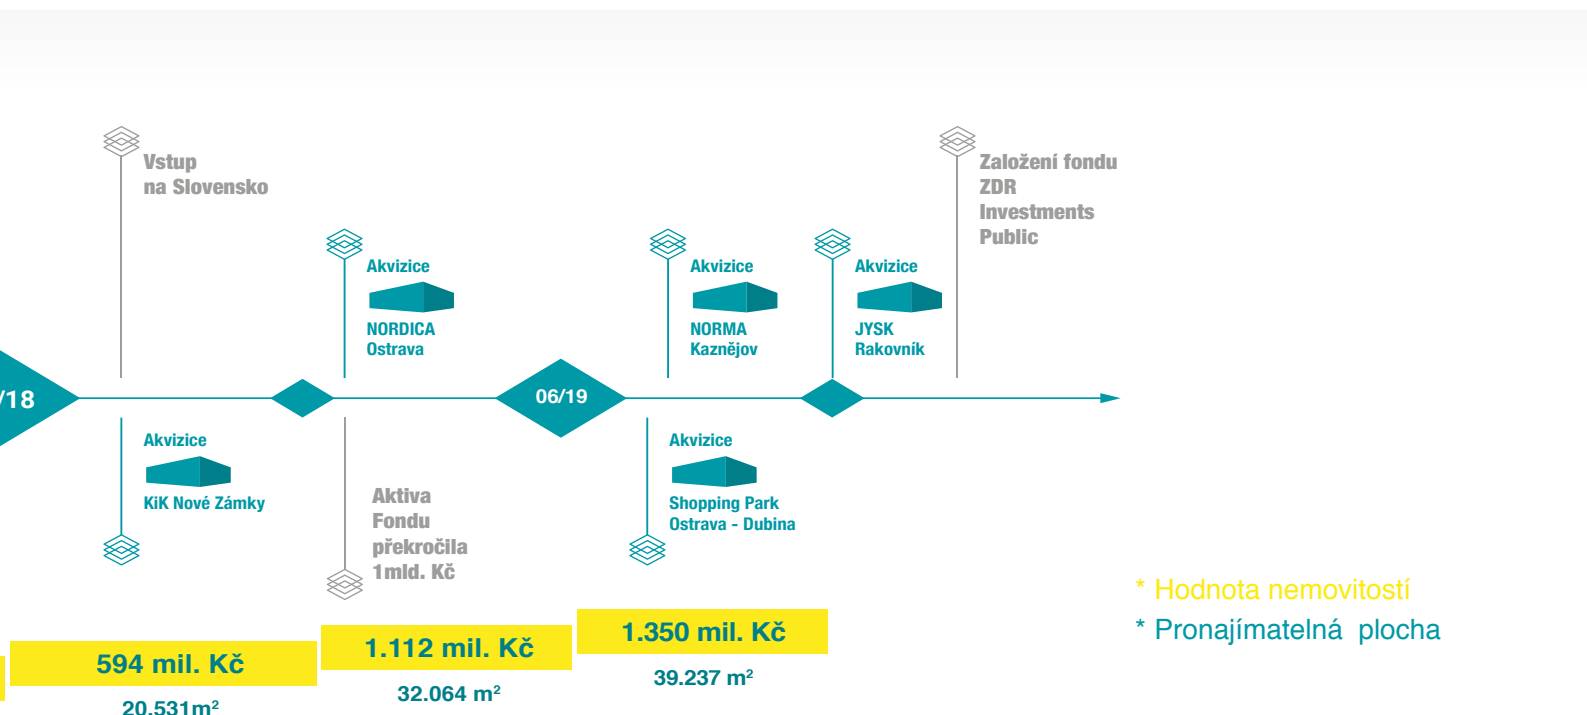 Vstup
na Slovensko
Založení fondu
ZDR
Investments
Public
Akvizice
NORDICA
Ostrava
Akvizice
NORMA
Kaznějov
Akvizice
JYSK
Rakovník
/18
06/19
Akvizice
KiK Nové Zámky
Aktiva
Fondu
překročila
1mld. Kč
Akvizice
Shopping Park
Ostrava - Dubina
594 mil. Kč
20.531m²
1.112 mil. Kč
32.064 m²
1.350 mil. Kč
39.237 m²
* Hodnota nemovitostí
* Pronajímatelná plocha